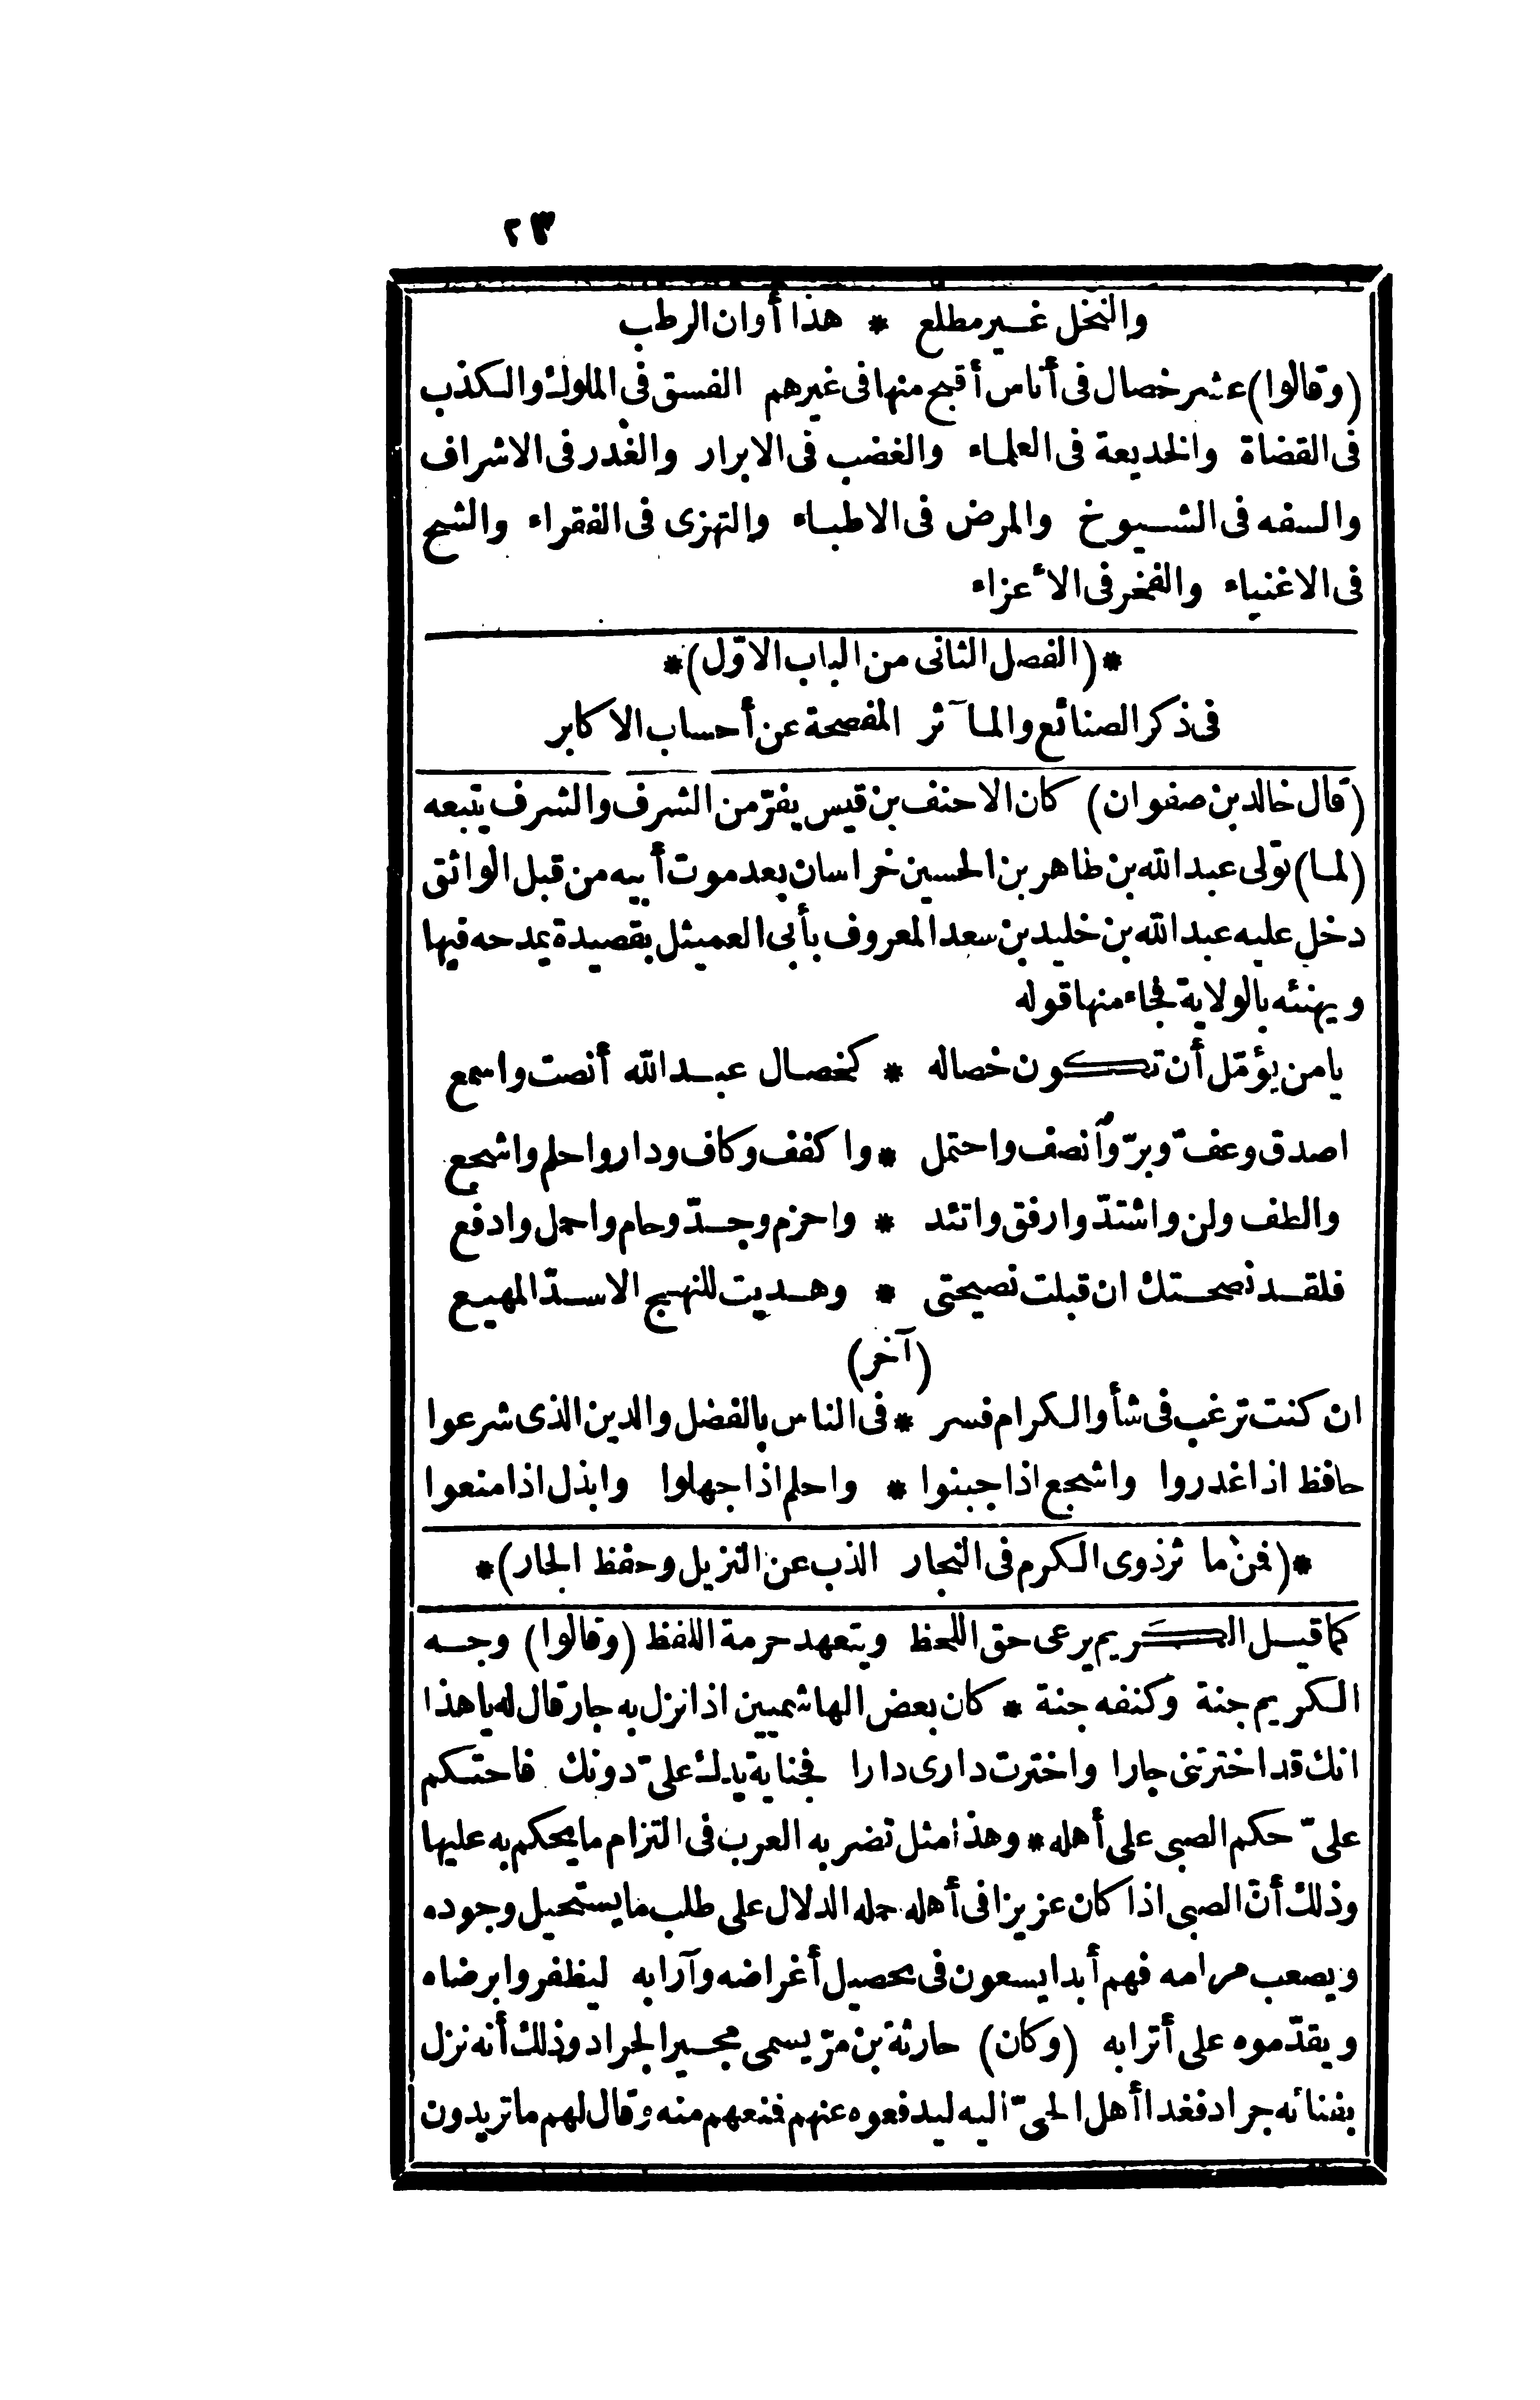 ٢٣
والنخل غير مطلع * هذا أوان الرطب
(وقالوا) عشر خصال فى أناس أقبح منها فى غيرهم الفسق فى الملوك والكذب
فى القضاة والخديعة فى العلماء والغضب فى الابرار والغدر فى الاشراف
والسفه فى الشيوخ والمرض فى الاطباء والتهزى فى الفقراء والشح
فى الاغنياء والفخر فى الأعزاء
*(الفصل الثانى من الباب الاوّل)*
فى ذكر الصنائع والمآثر المفصحة عن أحساب الاكابر
(قال خالد بن صفوان) كان الاحنف بن قيس يفرّ من الشرف والشرف يتبعه
(لما) تولى عبد الله بن طاهر بن الحسين خراسان بعد موت أبيه من قبل الواثق
دخل عليه عبد الله بن خليد بن سعد المعروف بأبى العميثل بقصيدة يمدحه فيها
ويهنئه بالولاية فجاء منها قوله
يا من يؤمّل أن تكون خصاله * كخصال عبد الله أنصت واسمع
اصدق وعفّ وبرّ وأنصف واحتمل * واكفف وكاف ودار واحلم واشجع
والطف ولن واشتدّ وارفق واتئد * واحزم وجدّ وحام واحمل وادفع
فلقد نصحتك ان قبلت نصيحتى * وهديت للنهج الاسدّ المهيع
(آخر)
ان كنت ترغب فى شأو الكرام فسر * فى الناس بالفضل والدين الذى شرعوا
حافظ اذا غدروا واشجع اذا جبنوا * واحلم اذا جهلوا وابذل اذا منعوا
*(فمن مآثر ذوى الكرم فى النجار الذب عن النزيل وحفظ الجار)*
كما قيل الكريم يرعى حق اللحظ ويتعهد حرمة اللفظ (وقالوا) وجه
الكريم جنة وكنفه جنة * كان بعض الهاشميين اذا نزل به جار قال له يا هذا
انك قد اخترتنى جارا واخترت دارى دارا فجناية يدك علىّ دونك فاحتكم
علىّ حكم الصبى على أهله * وهذا مثل تضربه العرب فى التزام ما يحكم به عليها
وذلك أنّ الصبى اذا كان عزيزا فى أهله حمله الدلال على طلب ما يستحيل وجوده
ويصعب مرامه فهم أبدا يسعون فى تحصيل أغراضه وآرابه ليظفروا برضاه
ويقدّموه على أترابه (وكان) حارثة بن مرّ يسمى مجير الجراد وذلك أنه نزل
بفنائه جراد فغدا أهل الحىّ اليه ليدفعوه عنهم فمنعهم منه وقال لهم ما تريدون